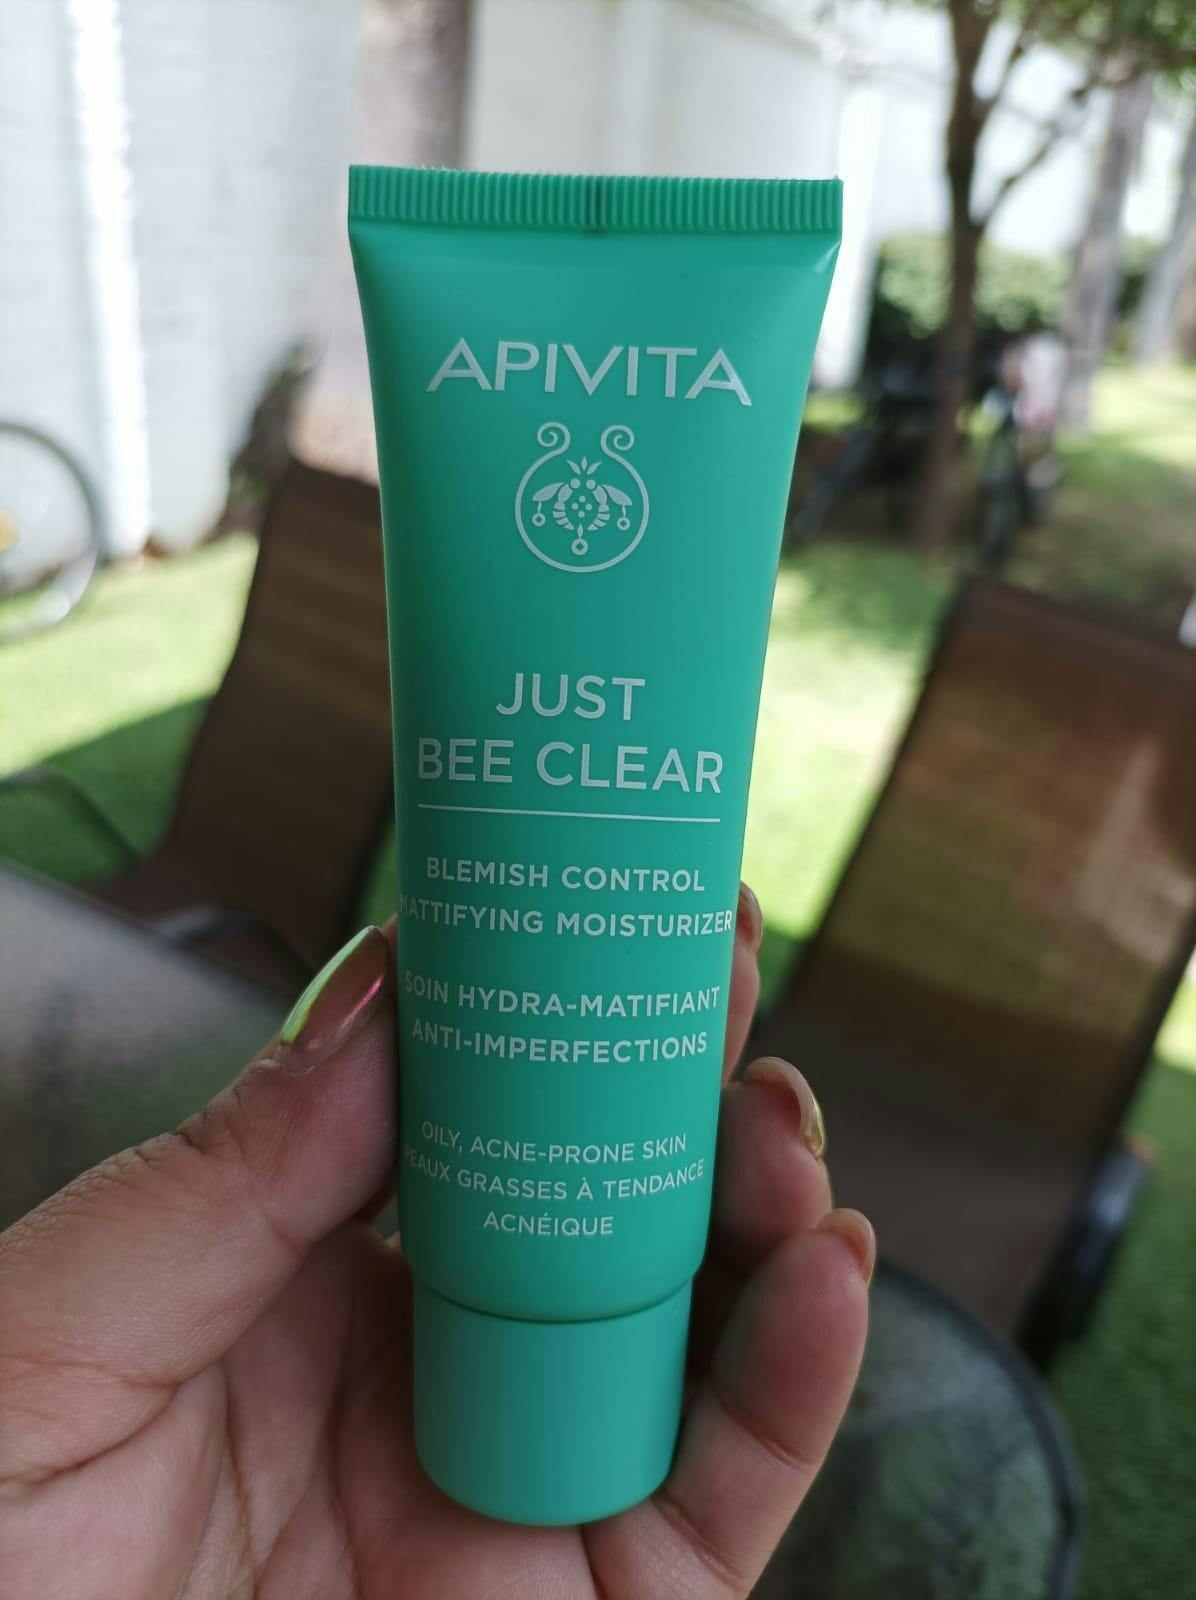 APIVITA
JUST
BEE CLEAR
BLEMISH CONTROL
MATTIFYING MOISTURIZER
SOIN HYDRA-MATIFIANT
ANTI-IMPERFECTIONS
OILY, ACNE-PRONE SKIN
PEAUX GRASSES À TENDANCE
ACNÉIQUE